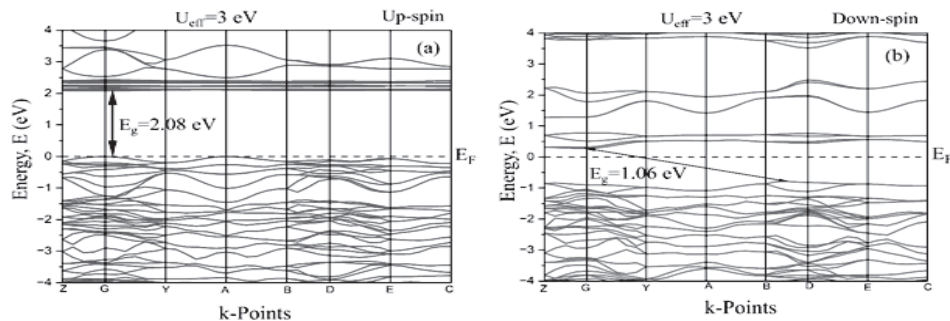 U_eff=3 eV Up-spin
(a)
4
3
2
1
0
−1
−2
−3
−4
Energy, E (eV)
E_g=2.08 eV
E_F
Z G Y A B D E C
k-Points
U_eff=3 eV Down-spin
(b)
4
3
2
1
0
−1
−2
−3
−4
Energy, E (eV)
E_g=1.06 eV
E_F
Z G Y A B D E C
k-Points